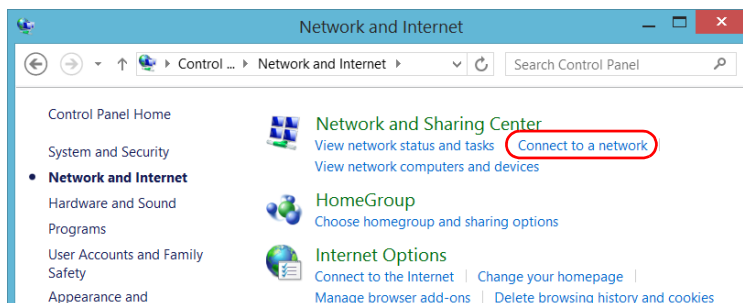 Network and Internet
Control ... Network and Internet Search Control Panel
Control Panel Home
System and Security
Network and Internet
Hardware and Sound
Programs
User Accounts and Family
Safety
Appearance and
Network and Sharing Center
View network status and tasks Connect to a network
View network computers and devices
HomeGroup
Choose homegroup and sharing options
Internet Options
Connect to the Internet Change your homepage
Manage browser add-ons Delete browsing history and cookies